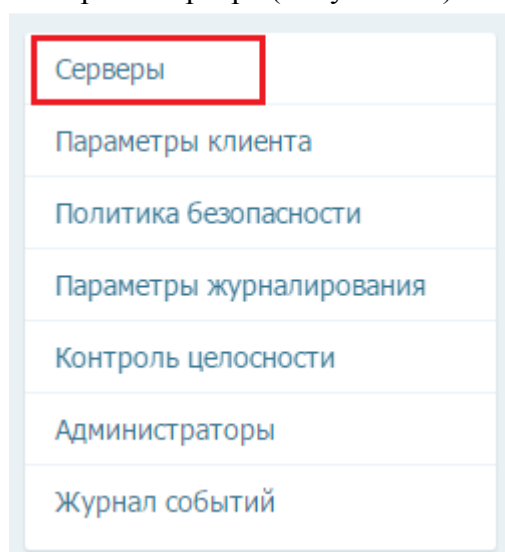 Серверы
Параметры клиента
Политика безопасности
Параметры журналирования
Контроль целосности
Администраторы
Журнал событий